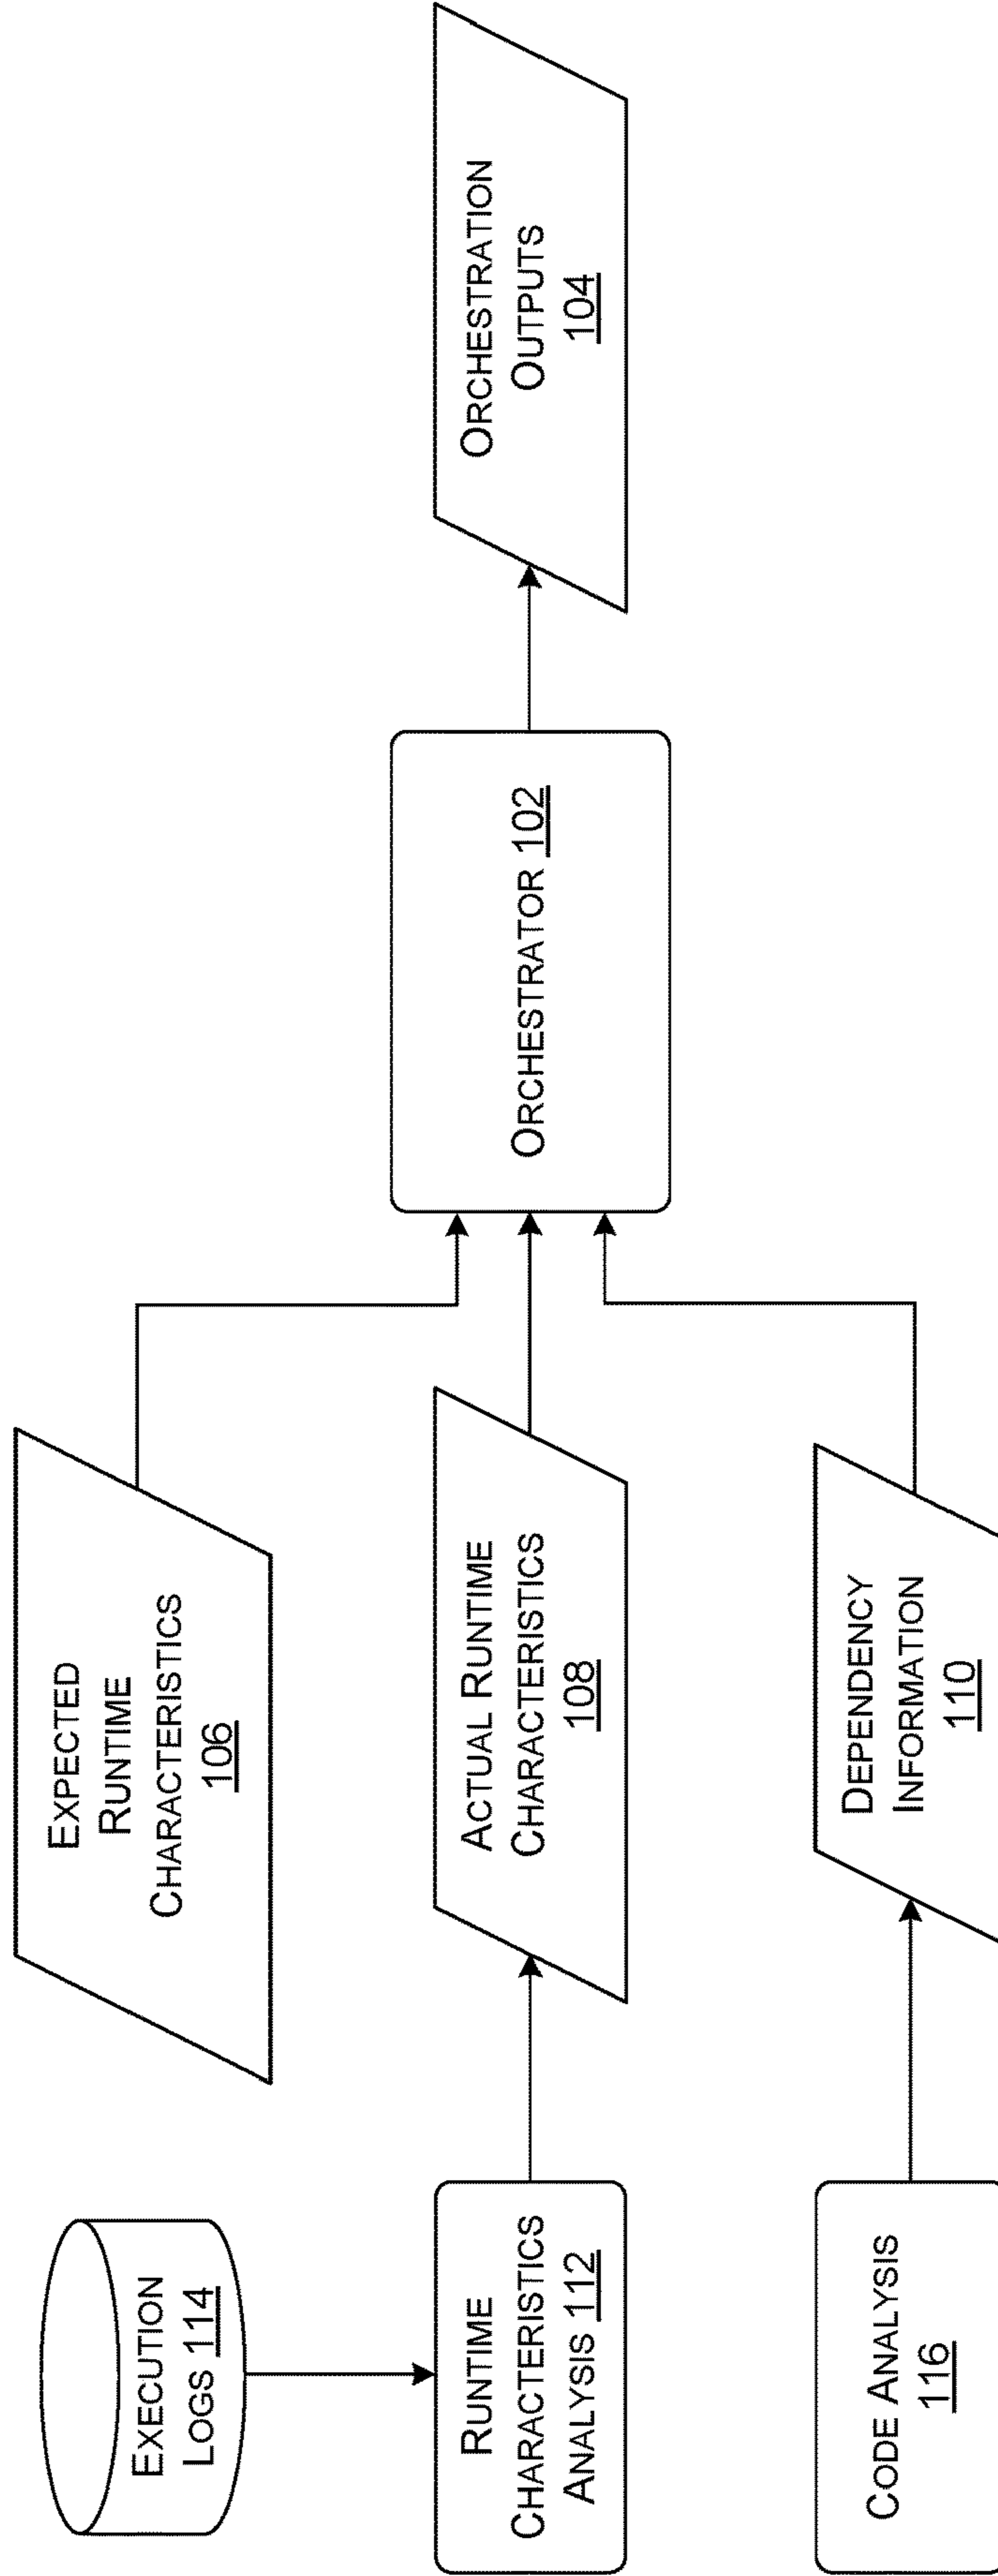 EXECUTION
LOGS 114
EXPECTED
RUNTIME
CHARACTERISTICS
106
RUNTIME
CHARACTERISTICS
ANALYSIS 112
ACTUAL RUNTIME
CHARACTERISTICS
108
ORCHESTRATOR 102
ORCHESTRATION
OUTPUTS
104
CODE ANALYSIS
116
DEPENDENCY
INFORMATION
110